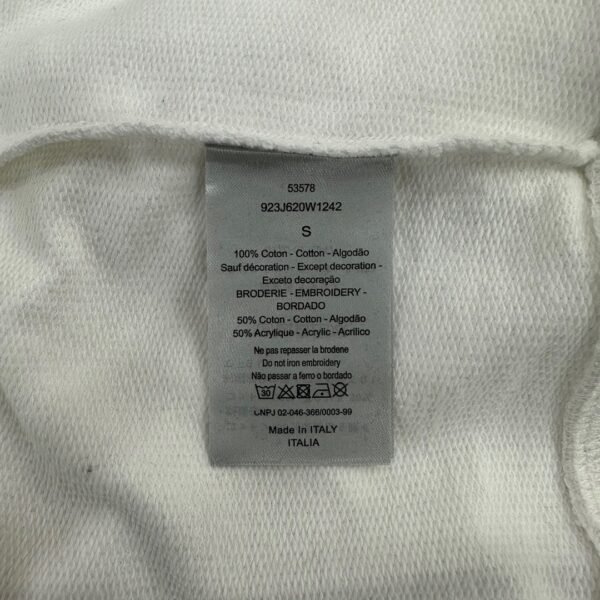 53578
923J620W1242
S
100% Coton - Cotton - Algodão
Sauf décoration - Except decoration -
Exceto decoração
BRODERIE - EMBROIDERY -
BORDADO
50% Coton - Cotton - Algodão
50% Acrylique - Acrylic - Acrílico
Ne pas repasser la broderie
Do not iron embroidery
Não passar a ferro o bordado
30
CNPJ 02-046-366/0003-99
Made In ITALY
ITALIA